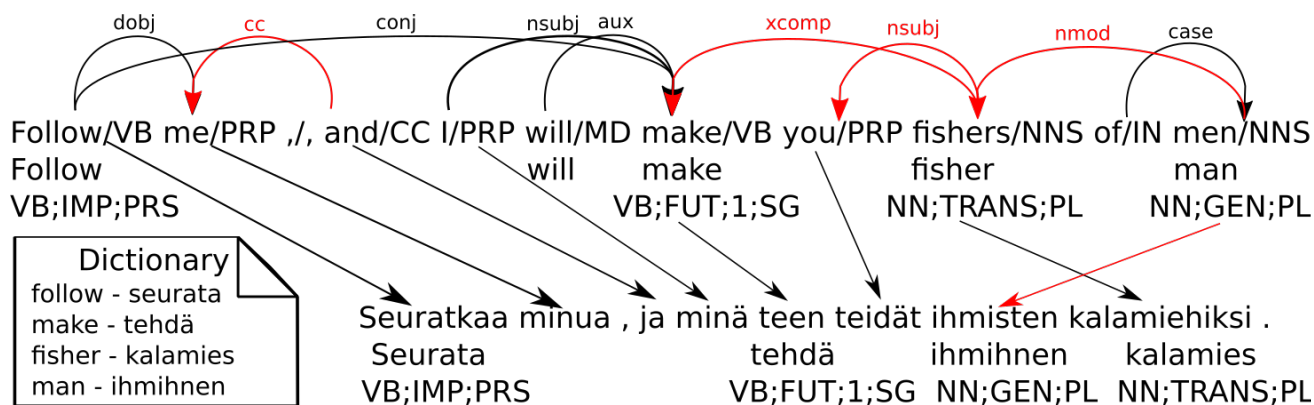 dobj cc conj nsubj aux xcomp nsubj nmod case
Follow/VB me/PRP ,/, and/CC I/PRP will/MD make/VB you/PRP fishers/NNS of/IN men/NNS
Follow will make fisher man
VB;IMP;PRS VB;FUT;1;SG NN;TRANS;PL NN;GEN;PL
Dictionary
follow - seurata
make - tehdä
fisher - kalamies
man - ihmihnen
Seuratkaa minua , ja minä teen teidät ihmisten kalamiehiksi .
Seurata tehdä ihmihnen kalamies
VB;IMP;PRS VB;FUT;1;SG NN;GEN;PL NN;TRANS;PL